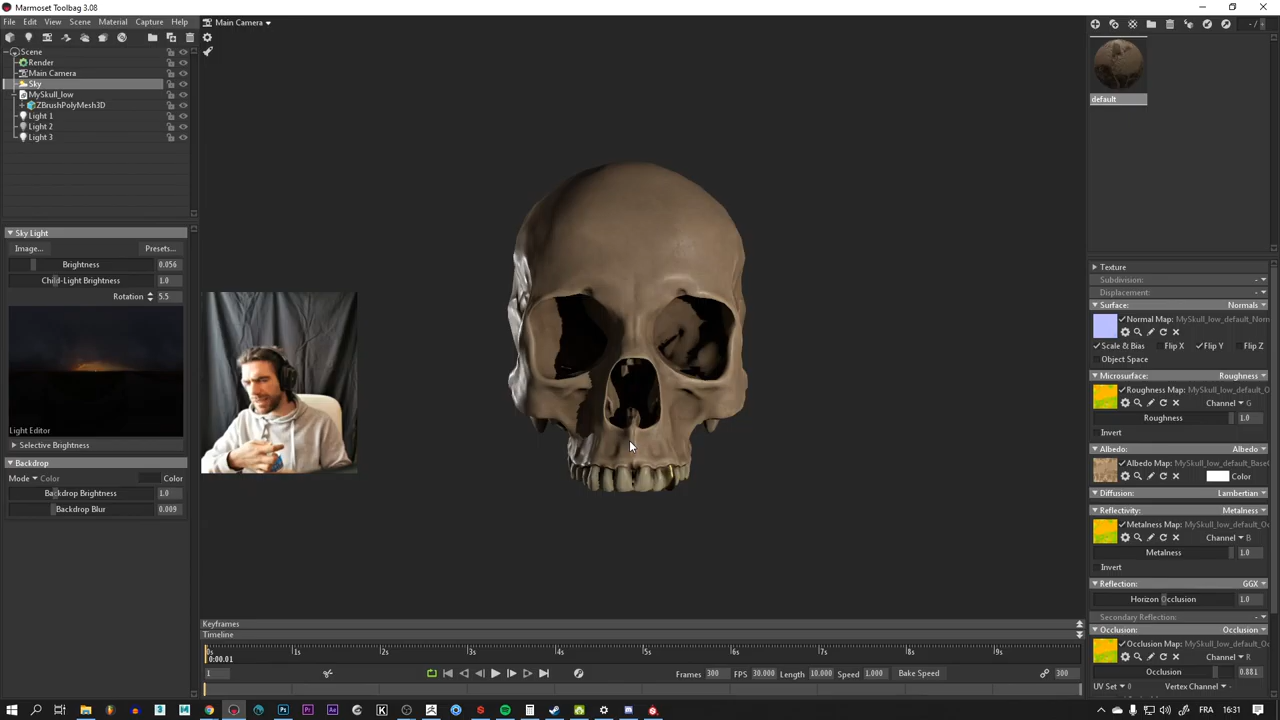 Marmoset Toolbag 3.08
File Edit View Scene Material Capture Help
Main Camera
- / -
Scene
Render
Main Camera
Sky
MySkull_low
ZBrushPolyMesh3D
Light 1
Light 2
Light 3
default
Sky Light
Image... Presets...
Brightness 0.056
Child-Light Brightness 1.0
Rotation 5.5
Light Editor
Selective Brightness
Backdrop
Mode Color Color
Backdrop Brightness 1.0
Backdrop Blur 0.009
Texture
Subdivision: -
Displacement: -
Surface: Normals
Normal Map: MySkull_low_default_Norn
Scale & Bias Flip X Flip Y Flip Z
Object Space
Microsurface: Roughness
Roughness Map: MySkull_low_default_O
Channel G
Roughness 1.0
Invert
Albedo: Albedo
Albedo Map: MySkull_low_default_Base
Color
Diffusion: Lambertian
Reflectivity: Metalness
Metalness Map: MySkull_low_default_Oc
Channel B
Metalness 1.0
Invert
Reflection: GGX
Horizon Occlusion 1.0
Secondary Reflection: -
Occlusion: Occlusion
Occlusion Map: MySkull_low_default_O
Channel R
Occlusion 0.881
UV Set 0 Vertex Channel -
Keyframes
Timeline
0s 1s 2s 3s 4s 5s 6s 7s 8s 9s
0:00.01
1 Frames 300 FPS 30.000 Length 10.000 Speed 1.000 Bake Speed 300
FRA 16:31